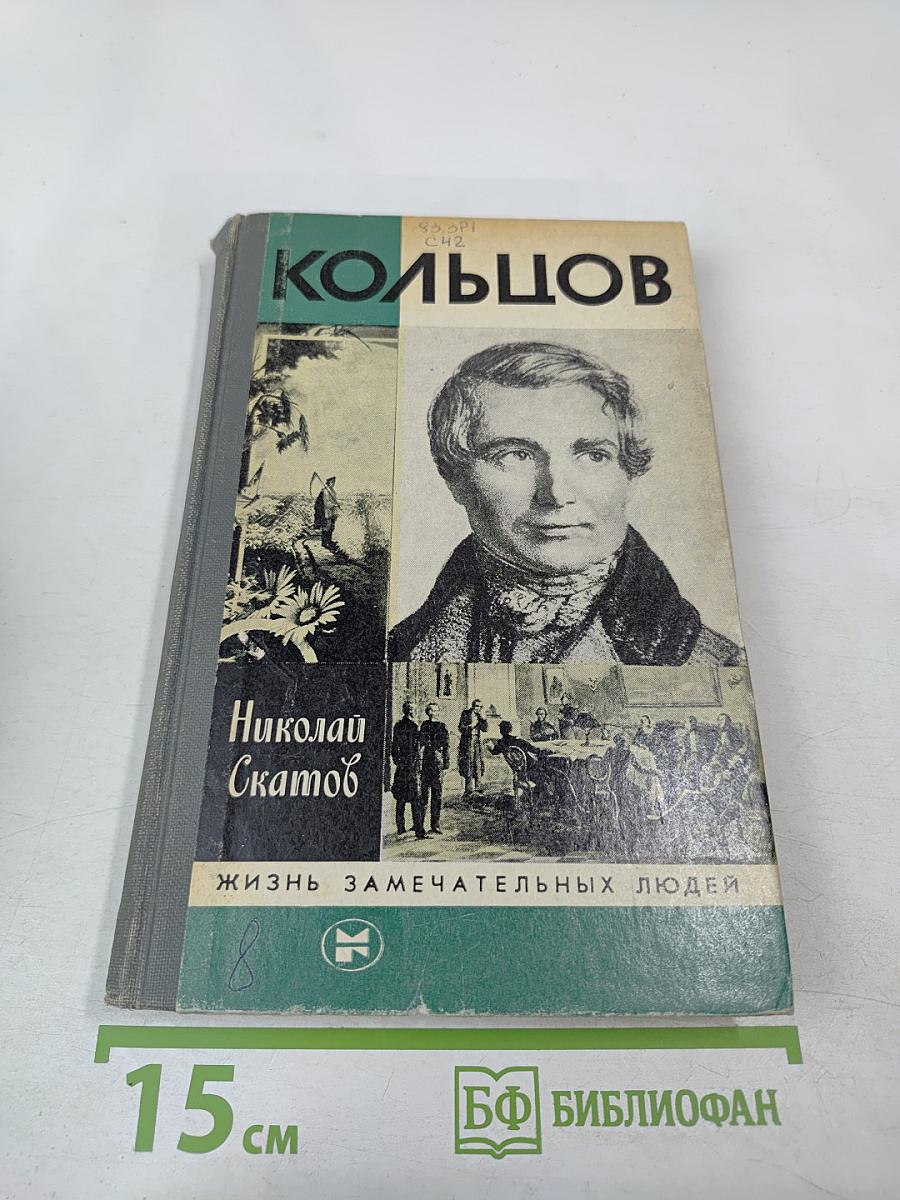 83.3Р1
С42
КОЛЬЦОВ
Николай
Скатов
ЖИЗНЬ ЗАМЕЧАТЕЛЬНЫХ ЛЮДЕЙ
8
15 см
БФ БИБЛИОФАН